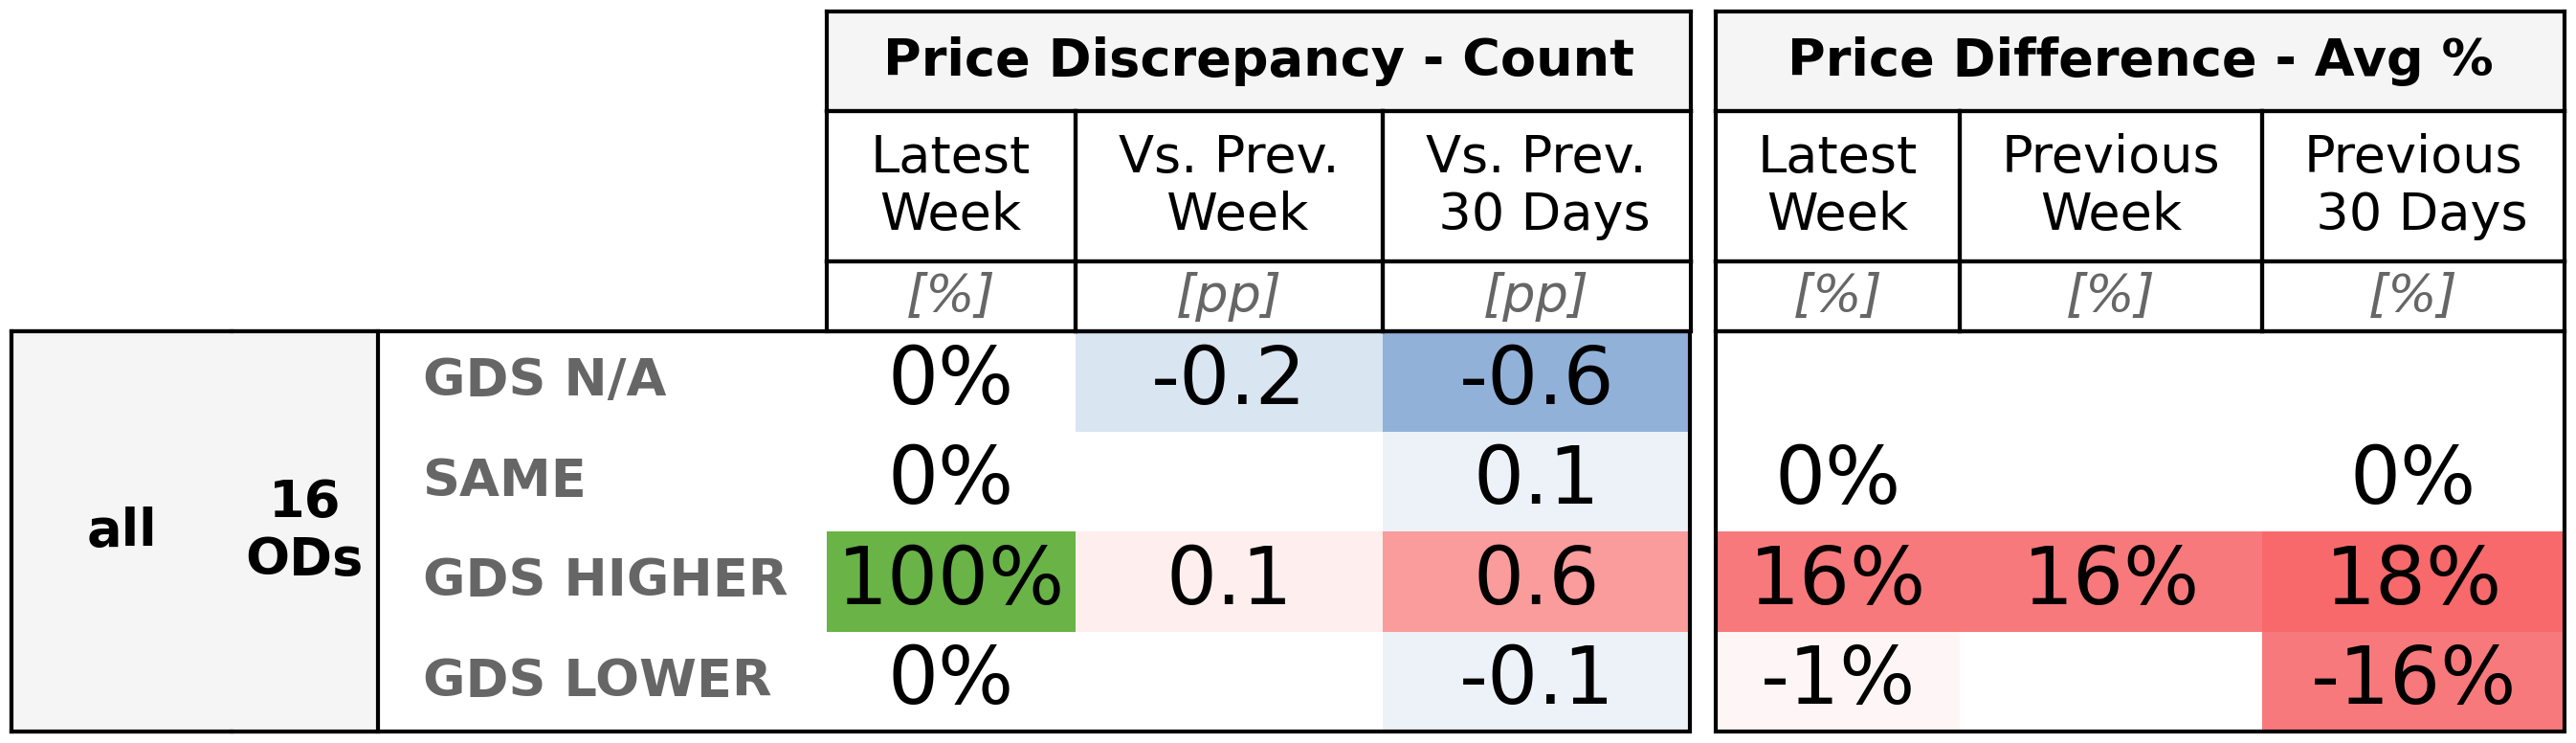 Price Discrepancy - Count
Price Difference - Avg %
Latest Week
Vs. Prev. Week
Vs. Prev. 30 Days
Latest Week
Previous Week
Previous 30 Days
[%] [pp] [pp] [%] [%] [%]
all
16 ODs
GDS N/A 0% -0.2 -0.6
SAME 0% 0.1 0% 0%
GDS HIGHER 100% 0.1 0.6 16% 16% 18%
GDS LOWER 0% -0.1 -1% -16%